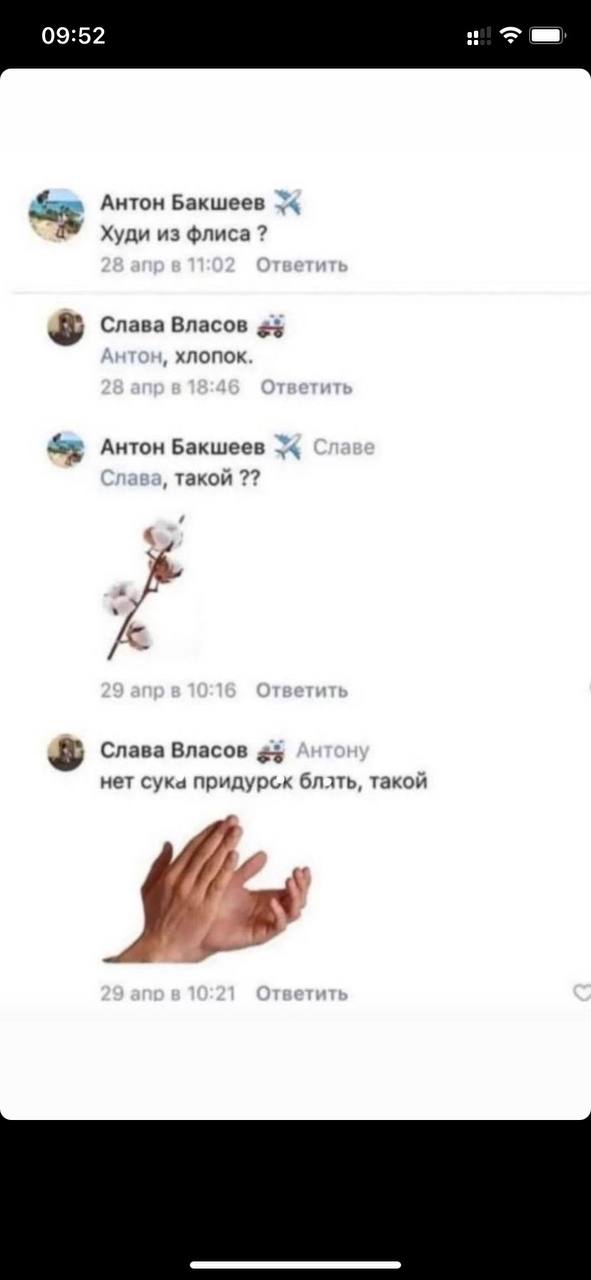 09:52
Антон Бакшеев
Худи из флиса ?
28 апр в 11:02 Ответить
Слава Власов
Антон, хлопок.
28 апр в 18:46 Ответить
Антон Бакшеев Славе
Слава, такой ??
29 апр в 10:16 Ответить
Слава Власов Антону
нет сука придурок блять, такой
29 апр в 10:21 Ответить